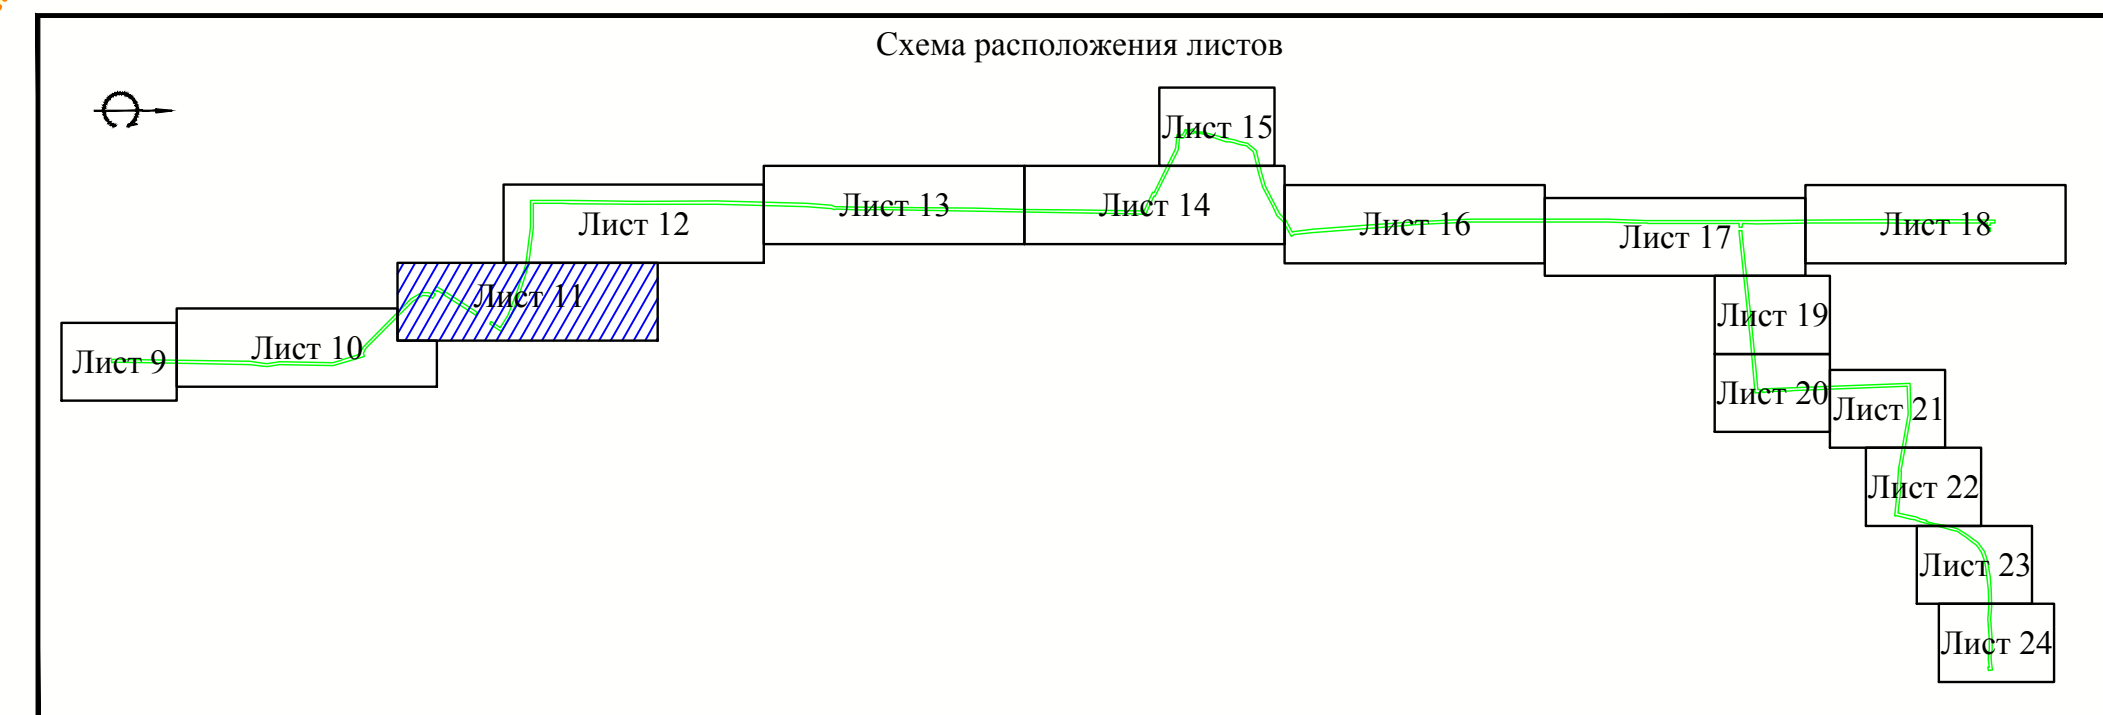 Схема расположения листов
Лист 9
Лист 10
Лист 11
Лист 12
Лист 13
Лист 14
Лист 15
Лист 16
Лист 17
Лист 18
Лист 19
Лист 20
Лист 21
Лист 22
Лист 23
Лист 24